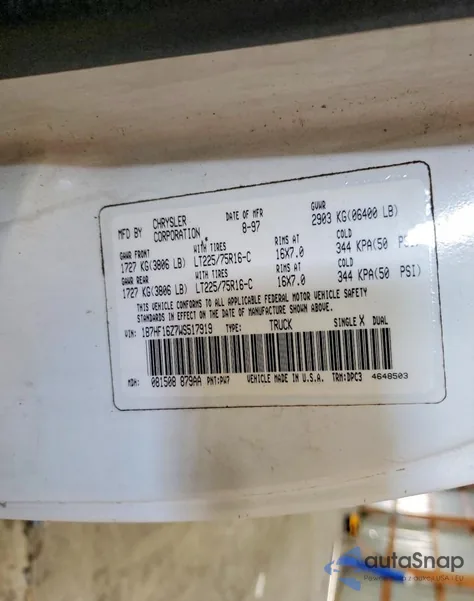 MFD BY CHRYSLER CORPORATION DATE OF MFR 8-97 GVWR 2903 KG(06400 LB)
GAWR FRONT WITH TIRES RIMS AT COLD
1727 KG(3806 LB) LT225/75R16-C 16X7.0 344 KPA(50 PSI)
GAWR REAR WITH TIRES RIMS AT COLD
1727 KG(3806 LB) LT225/75R16-C 16X7.0 344 KPA(50 PSI)
THIS VEHICLE CONFORMS TO ALL APPLICABLE FEDERAL MOTOR VEHICLE SAFETY
STANDARDS IN EFFECT ON THE DATE OF MANUFACTURE SHOWN ABOVE.
VIN: 1B7HF16Z7WS517919 TYPE: TRUCK SINGLE X DUAL
MDH: 081508 879AA PNT:PW7 VEHICLE MADE IN U.S.A. TRM:DPC3 4648503
autaSnap